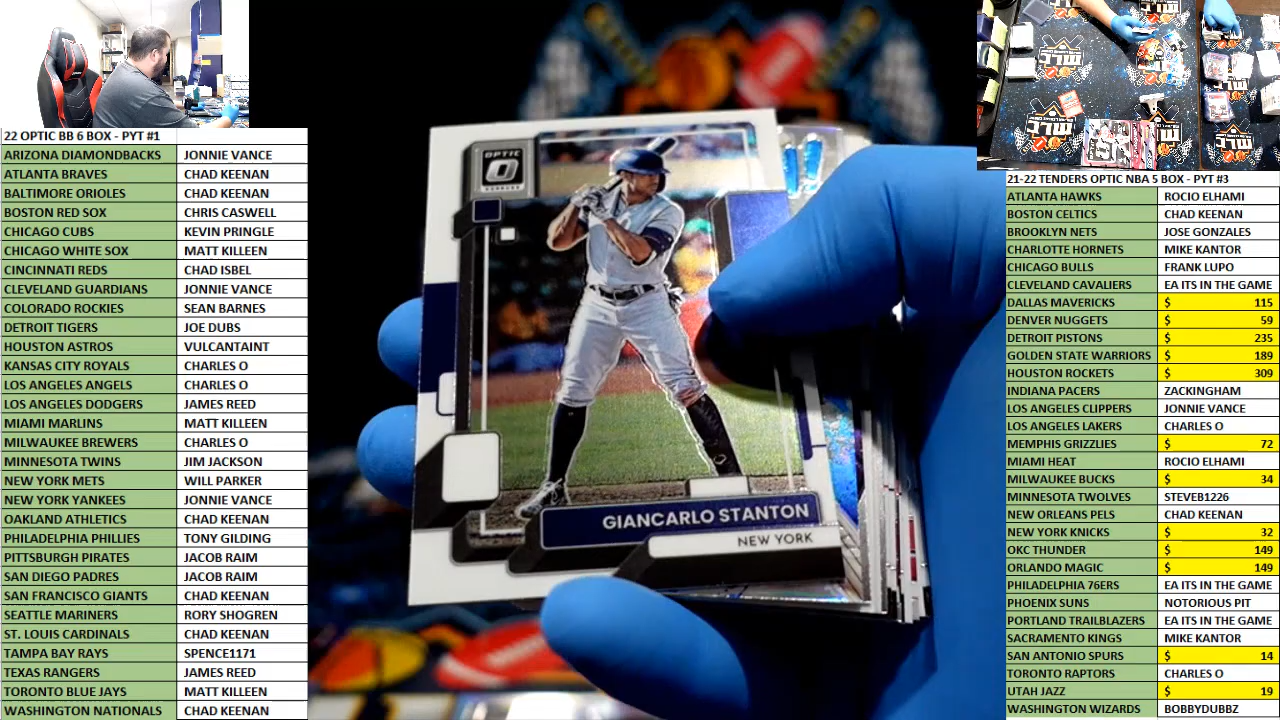 22 OPTIC BB 6 BOX - PYT #1
ARIZONA DIAMONDBACKS JONNIE VANCE
ATLANTA BRAVES CHAD KEENAN
BALTIMORE ORIOLES CHAD KEENAN
BOSTON RED SOX CHRIS CASWELL
CHICAGO CUBS KEVIN PRINGLE
CHICAGO WHITE SOX MATT KILLEEN
CINCINNATI REDS CHAD ISBEL
CLEVELAND GUARDIANS JONNIE VANCE
COLORADO ROCKIES SEAN BARNES
DETROIT TIGERS JOE DUBS
HOUSTON ASTROS VULCANTAINT
KANSAS CITY ROYALS CHARLES O
LOS ANGELES ANGELS CHARLES O
LOS ANGELES DODGERS JAMES REED
MIAMI MARLINS MATT KILLEEN
MILWAUKEE BREWERS CHARLES O
MINNESOTA TWINS JIM JACKSON
NEW YORK METS WILL PARKER
NEW YORK YANKEES JONNIE VANCE
OAKLAND ATHLETICS CHAD KEENAN
PHILADELPHIA PHILLIES TONY GILDING
PITTSBURGH PIRATES JACOB RAIM
SAN DIEGO PADRES JACOB RAIM
SAN FRANCISCO GIANTS CHAD KEENAN
SEATTLE MARINERS RORY SHOGREN
ST. LOUIS CARDINALS CHAD KEENAN
TAMPA BAY RAYS SPENCE1171
TEXAS RANGERS JAMES REED
TORONTO BLUE JAYS MATT KILLEEN
WASHINGTON NATIONALS CHAD KEENAN
OPTIC
GIANCARLO STANTON
NEW YORK
21-22 TENDERS OPTIC NBA 5 BOX - PYT #3
ATLANTA HAWKS ROCIO ELHAMI
BOSTON CELTICS CHAD KEENAN
BROOKLYN NETS JOSE GONZALES
CHARLOTTE HORNETS MIKE KANTOR
CHICAGO BULLS FRANK LUPO
CLEVELAND CAVALIERS EA ITS IN THE GAME
DALLAS MAVERICKS $ 115
DENVER NUGGETS $ 59
DETROIT PISTONS $ 235
GOLDEN STATE WARRIORS $ 189
HOUSTON ROCKETS $ 309
INDIANA PACERS ZACKINGHAM
LOS ANGELES CLIPPERS JONNIE VANCE
LOS ANGELES LAKERS CHARLES O
MEMPHIS GRIZZLIES $ 72
MIAMI HEAT ROCIO ELHAMI
MILWAUKEE BUCKS $ 34
MINNESOTA TWOLVES STEVEB1226
NEW ORLEANS PELS CHAD KEENAN
NEW YORK KNICKS $ 32
OKC THUNDER $ 149
ORLANDO MAGIC $ 149
PHILADELPHIA 76ERS EA ITS IN THE GAME
PHOENIX SUNS NOTORIOUS PIT
PORTLAND TRAILBLAZERS EA ITS IN THE GAME
SACRAMENTO KINGS MIKE KANTOR
SAN ANTONIO SPURS $ 14
TORONTO RAPTORS CHARLES O
UTAH JAZZ $ 19
WASHINGTON WIZARDS BOBBYDUBBZ